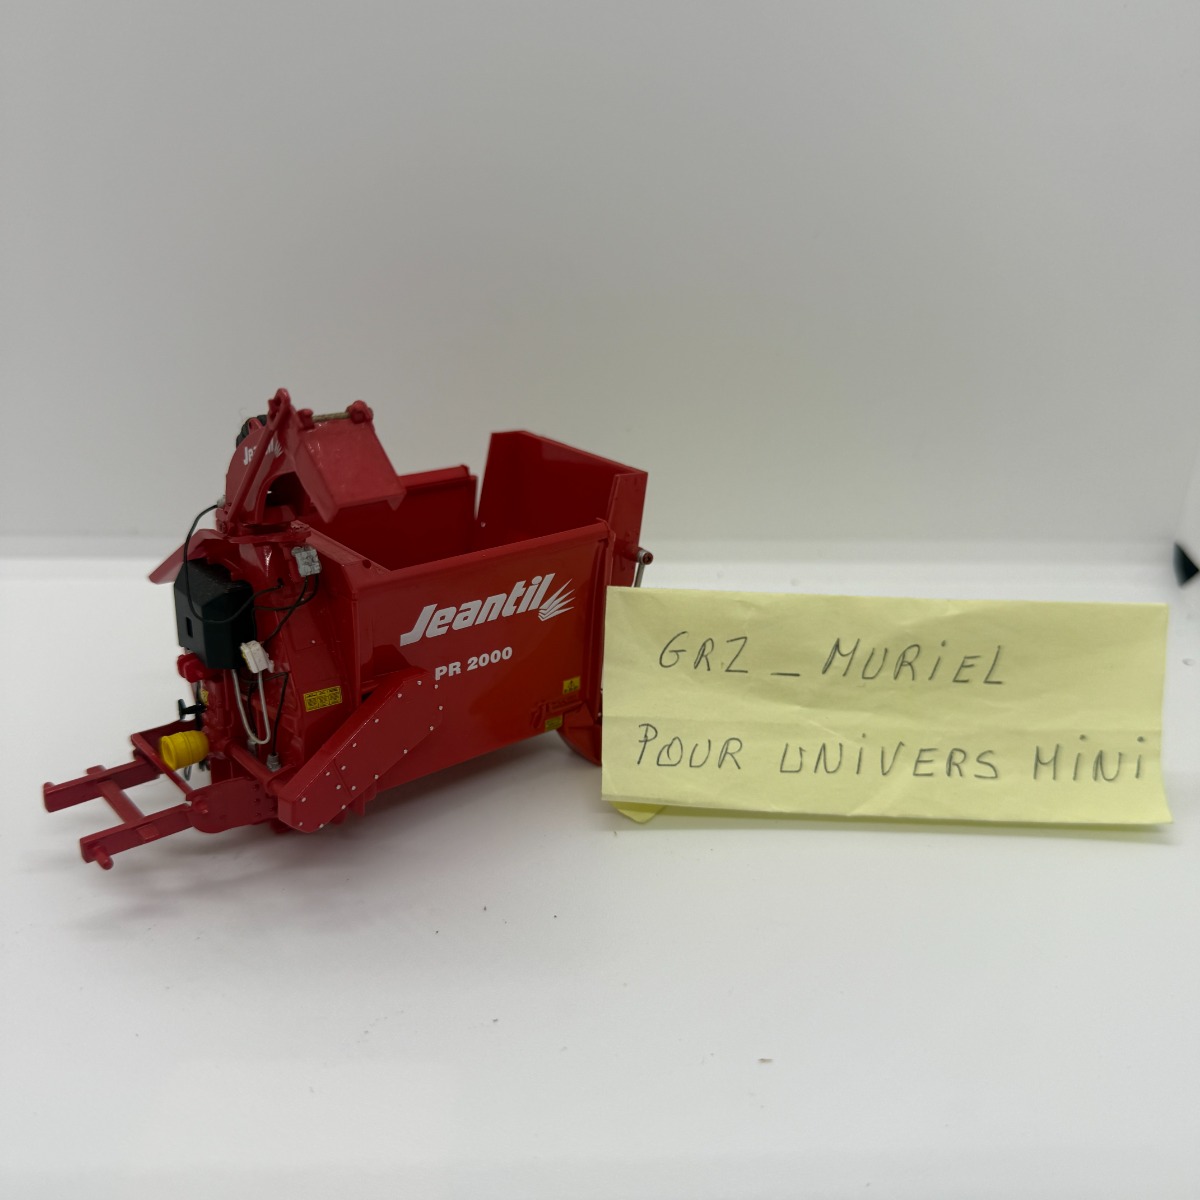 Jeantil
PR 2000
GRZ_MURiEL
POUR UNiVERS MiNi